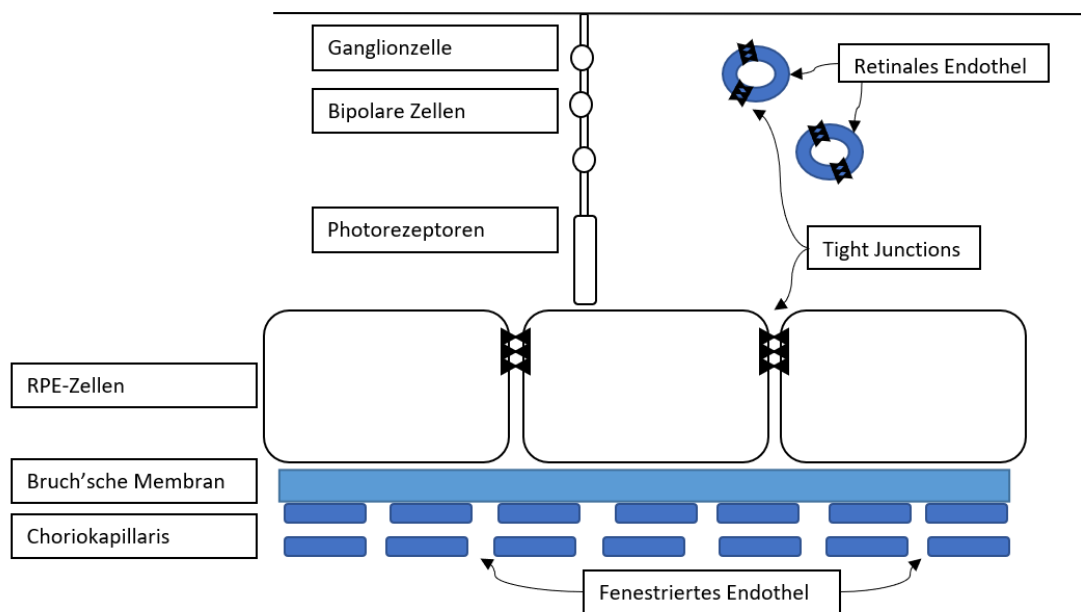 Ganglionzelle
Retinales Endothel
Bipolare Zellen
Photorezeptoren
Tight Junctions
RPE-Zellen
Bruch'sche Membran
Choriokapillaris
Fenestriertes Endothel